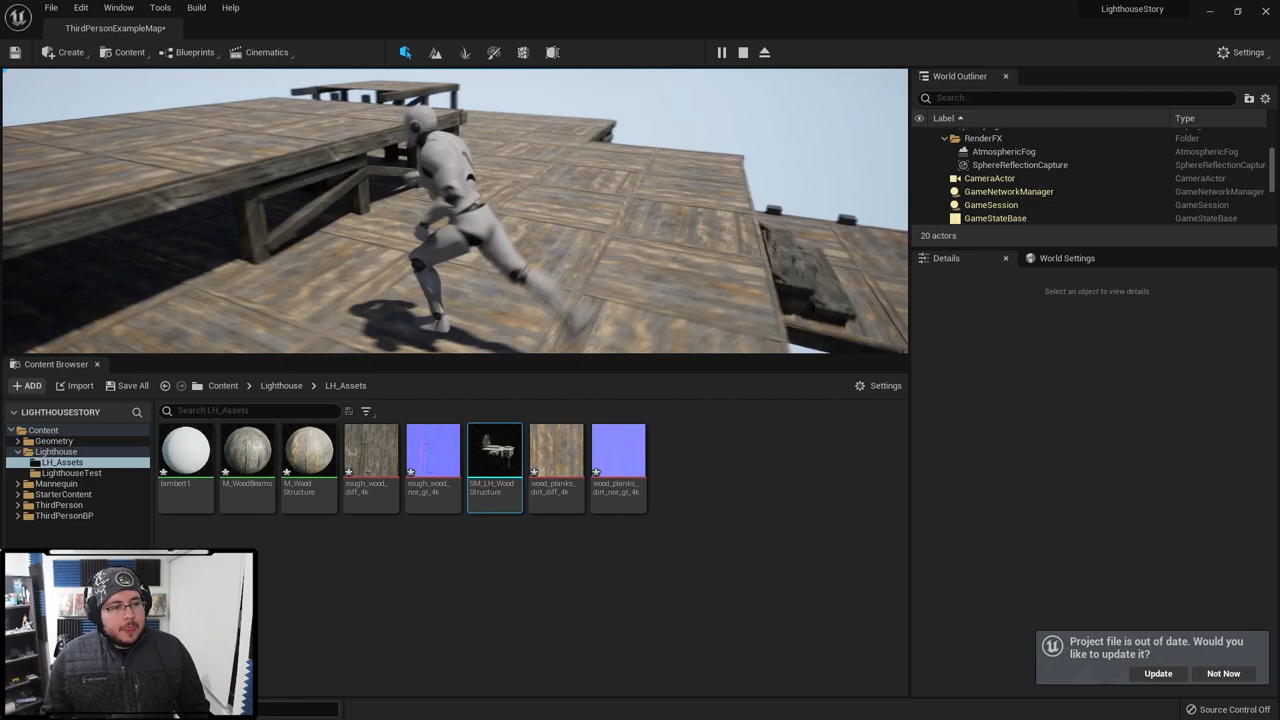 File Edit Window Tools Build Help
ThirdPersonExampleMap*
LighthouseStory
Create Content Blueprints Cinematics
Settings
World Outliner
Search...
Label Type
RenderFX Folder
AtmosphericFog AtmosphericFog
SphereReflectionCapture SphereReflectionCaptur
CameraActor CameraActor
GameNetworkManager GameNetworkManager
GameSession GameSession
GameStateBase GameStateBase
20 actors
Details World Settings
Select an object to view details.
Content Browser
ADD Import Save All Content Lighthouse LH_Assets Settings
LIGHTHOUSESTORY
Search LH_Assets
Content
Geometry
Lighthouse
LH_Assets
LighthouseTest
Mannequin
StarterContent
ThirdPerson
ThirdPersonBP
lambert1
M_WoodBeams
M_Wood
Structure
rough_wood_
diff_4k
rough_wood_
nor_gl_4k
SM_LH_Wood
Structure
wood_planks_
dirt_diff_4k
wood_planks_
dirt_nor_gl_4k
Project file is out of date. Would you
like to update it?
Update Not Now
Source Control Off